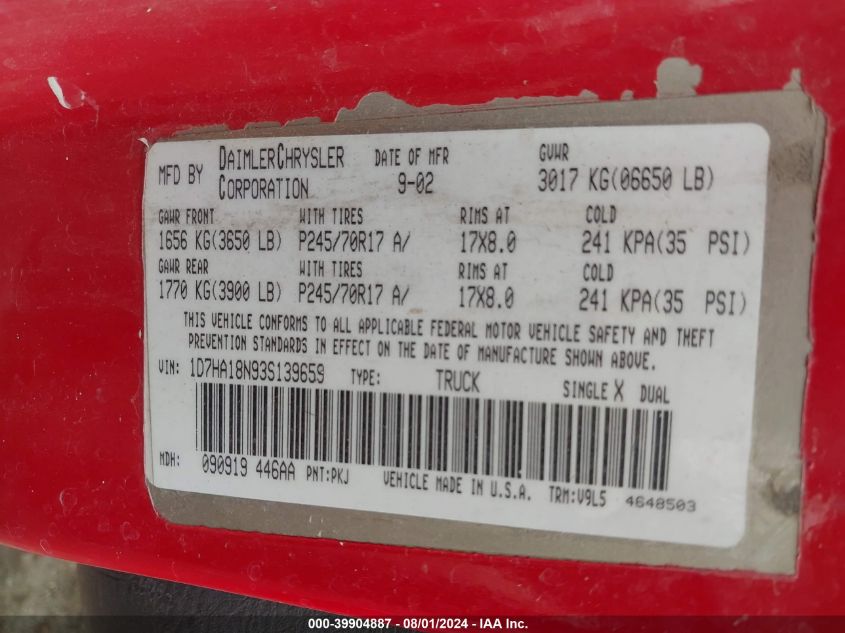 MFD BY DAIMLERCHRYSLER CORPORATION DATE OF MFR 9-02 GVWR 3017 KG(06650 LB)
GAWR FRONT WITH TIRES RIMS AT COLD
1656 KG(3650 LB) P245/70R17 A/ 17X8.0 241 KPA(35 PSI)
GAWR REAR WITH TIRES RIMS AT COLD
1770 KG(3900 LB) P245/70R17 A/ 17X8.0 241 KPA(35 PSI)
THIS VEHICLE CONFORMS TO ALL APPLICABLE FEDERAL MOTOR VEHICLE SAFETY AND THEFT
PREVENTION STANDARDS IN EFFECT ON THE DATE OF MANUFACTURE SHOWN ABOVE.
VIN: 1D7HA18N93S139659 TYPE: TRUCK SINGLE X DUAL
MDH: 090919 446AA PNT:PKJ VEHICLE MADE IN U.S.A. TRM:V9L5 4648503
000-39904887 - 08/01/2024 - IAA Inc.